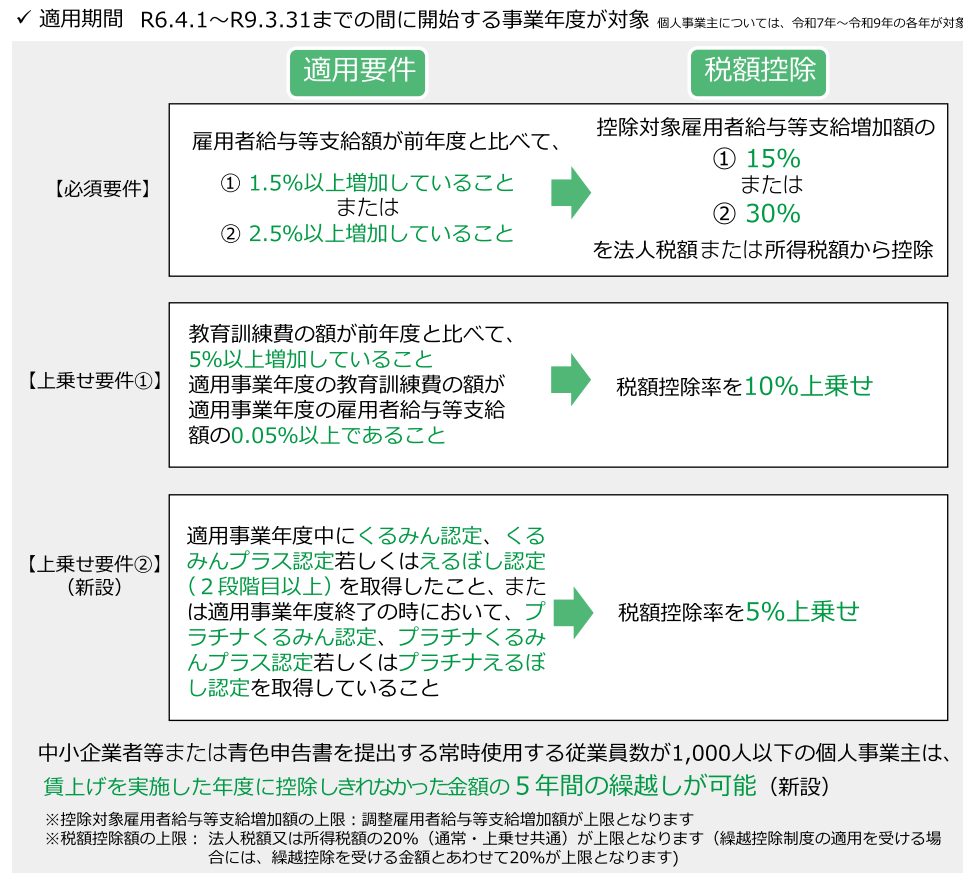 ✓ 適用期間 R6.4.1～R9.3.31までの間に開始する事業年度が対象 個人事業主については、令和7年～令和9年の各年が対象
適用要件
税額控除
【必須要件】
雇用者給与等支給額が前年度と比べて、
① 1.5%以上増加していること
または
② 2.5%以上増加していること
控除対象雇用者給与等支給増加額の
① 15%
または
② 30%
を法人税額または所得税額から控除
【上乗せ要件①】
教育訓練費の額が前年度と比べて、
5%以上増加していること
適用事業年度の教育訓練費の額が
適用事業年度の雇用者給与等支給
額の0.05%以上であること
税額控除率を10%上乗せ
【上乗せ要件②】
（新設）
適用事業年度中にくるみん認定、くる
みんプラス認定若しくはえるぼし認定
（２段階目以上）を取得したこと、また
は適用事業年度終了の時において、プ
ラチナくるみん認定、プラチナくるみ
んプラス認定若しくはプラチナえるぼ
し認定を取得していること
税額控除率を5%上乗せ
中小企業者等または青色申告書を提出する常時使用する従業員数が1,000人以下の個人事業主は、
賃上げを実施した年度に控除しきれなかった金額の５年間の繰越しが可能（新設）
※控除対象雇用者給与等支給増加額の上限：調整雇用者給与等支給増加額が上限となります
※税額控除額の上限： 法人税額又は所得税額の20%（通常・上乗せ共通）が上限となります（繰越控除制度の適用を受ける場
合には、繰越控除を受ける金額とあわせて20%が上限となります)